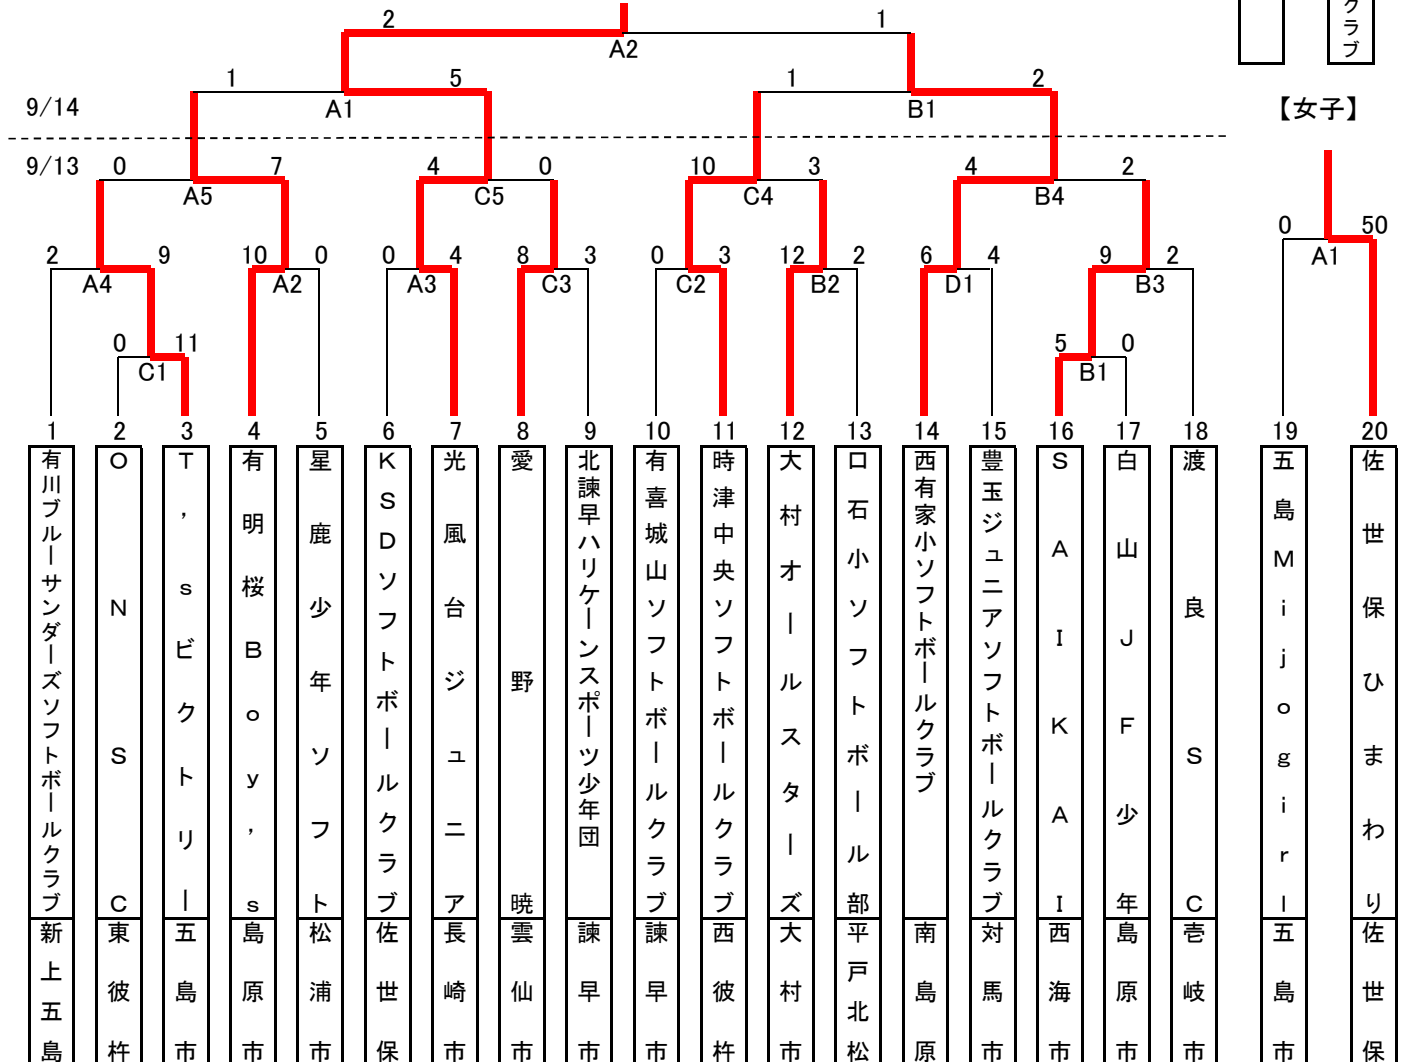 クラブ
2 1
A2
1 5 1 2
9/14 A1 B1 【女子】
9/13 0 7 4 0 10 3 4 2
A5 C5 C4 B4
0 50
A1
2 9 10 0 0 4 8 3 0 3 12 2 6 4 9 2
A4 A2 A3 C3 C2 B2 D1 B3
0 11 5 0
C1 B1
1 2 3 4 5 6 7 8 9 10 11 12 13 14 15 16 17 18 19 20
有川ブルーサンダーズソフトボールクラブ
新上五島
ONSC
東彼杵
T’sビクトリー
五島市
有明桜Boy’s
島原市
星鹿少年ソフト
松浦市
KSDソフトボールクラブ
佐世保
光風台ジュニア
長崎市
愛野暁
雲仙市
北諫早ハリケーンスポーツ少年団
諫早市
有喜城山ソフトボールクラブ
諫早市
時津中央ソフトボールクラブ
西彼杵
大村オールスターズ
大村市
口石小ソフトボール部
平戸北松
西有家小ソフトボールクラブ
南島原
豊玉ジュニアソフトボールクラブ
対馬市
SAIKAI
西海市
白山JF少年
島原市
渡良SC
壱岐市
五島Mijogirl
五島市
佐世保ひまわり
佐世保